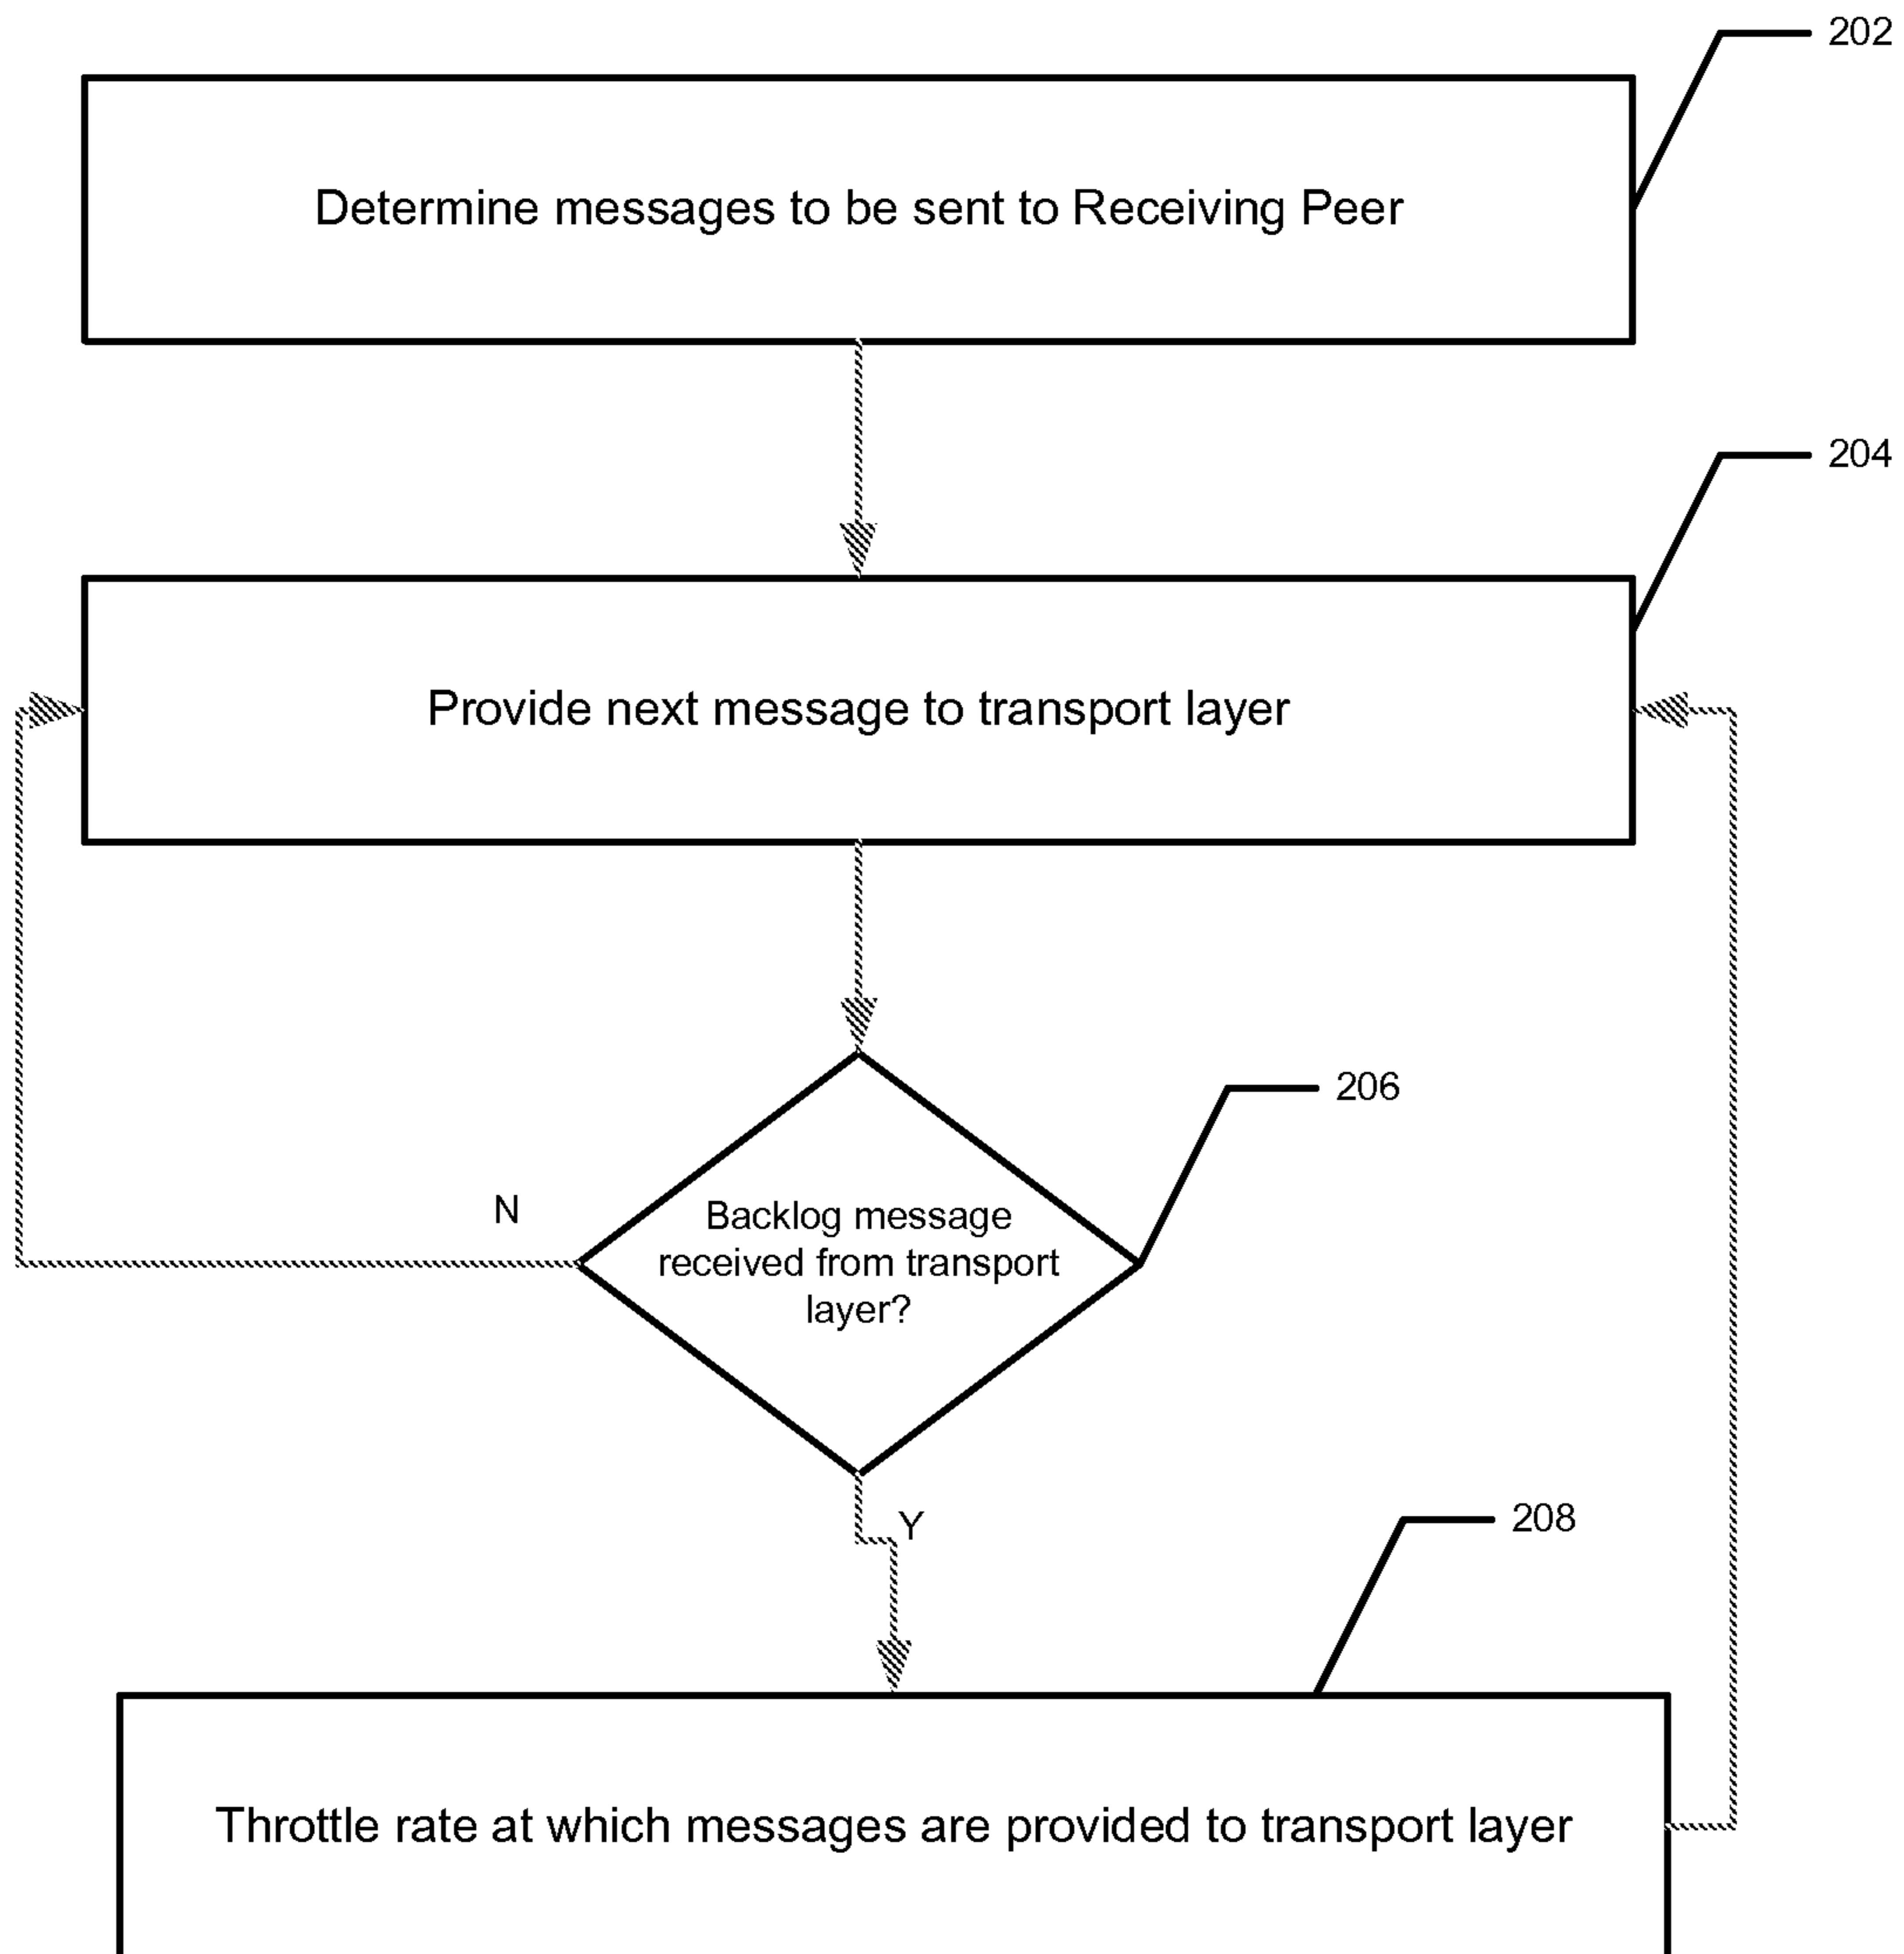 202
Determine messages to be sent to Receiving Peer
204
Provide next message to transport layer
206
N
Backlog message
received from transport
layer?
Y
208
Throttle rate at which messages are provided to transport layer